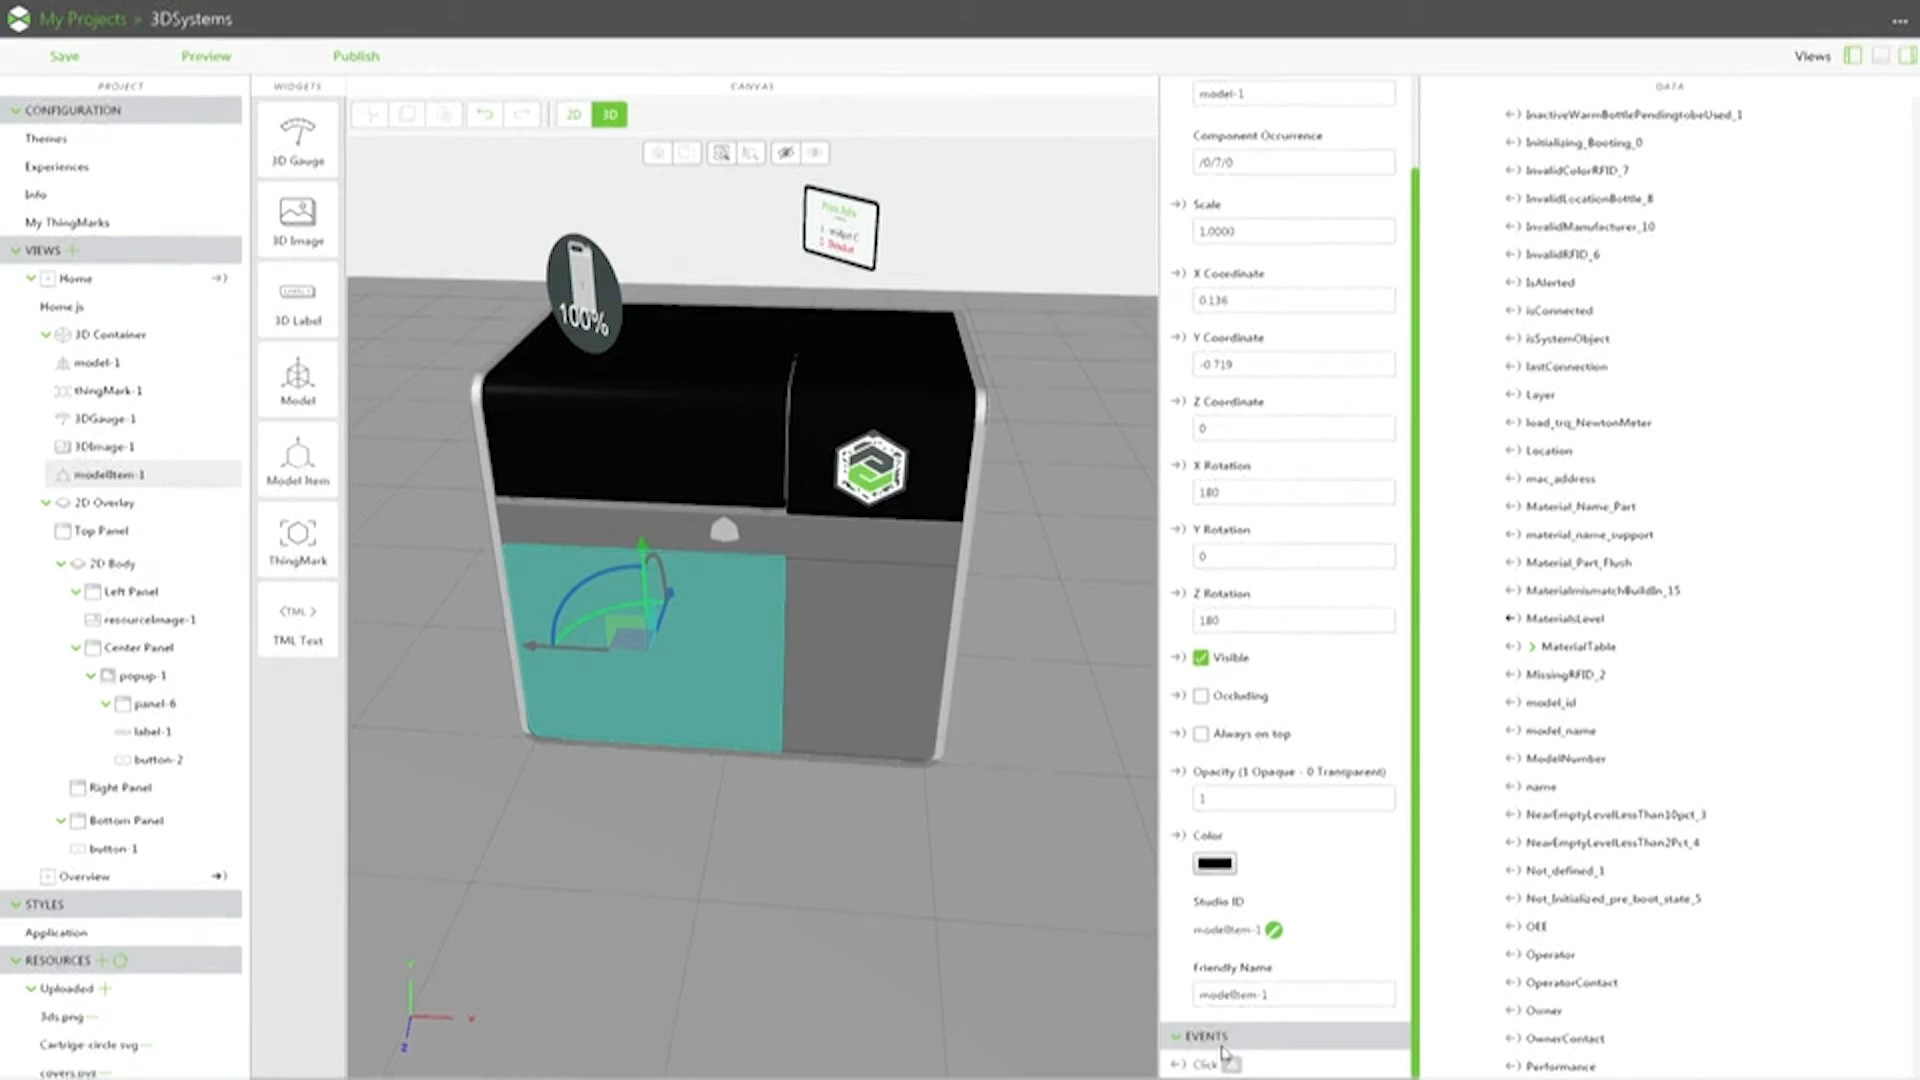 My Projects > 3DSystems
Save
Preview
Publish
Views
PROJECT
CONFIGURATION
Themes
Experiences
Info
My ThingMarks
VIEWS
Home
Home.js
3D Container
model-1
thingMark-1
3DGauge-1
3DImage-1
modelItem-1
2D Overlay
Top Panel
2D Body
Left Panel
resourceImage-1
Center Panel
popup-1
panel-6
label-1
button-2
Right Panel
Bottom Panel
button-1
Overview
STYLES
Application
RESOURCES
Uploaded
3ds.png
Cartrige-circle svg
covers.pvz
WIDGETS
3D Gauge
3D Image
3D Label
Model
Model Item
ThingMark
TML
TML Text
CANVAS
2D
3D
100%
model-1
Component Occurrence
/0/7/0
Scale
1.0000
X Coordinate
0.136
Y Coordinate
-0.719
Z Coordinate
0
X Rotation
180
Y Rotation
0
Z Rotation
180
Visible
Occluding
Always on top
Opacity (1 Opaque - 0 Transparent)
1
Color
Studio ID
modelItem-1
Friendly Name
modelItem-1
EVENTS
Click
DATA
InactiveWarmBottlePendingtobeUsed_1
Initializing_Booting_0
InvalidColorRFID_7
InvalidLocationBottle_8
InvalidManufacturer_10
InvalidRFID_6
IsAlerted
isConnected
isSystemObject
lastConnection
Layer
load_trq_NewtonMeter
Location
mac_address
Material_Name_Part
material_name_support
Material_Part_Flush
MaterialmismatchBuildIn_15
MaterialsLevel
MaterialTable
MissingRFID_2
model_id
model_name
ModelNumber
name
NearEmptyLevelLessThan10pct_3
NearEmptyLevelLessThan2Pct_4
Not_defined_1
Not_Initialized_pre_boot_state_5
OEE
Operator
OperatorContact
Owner
OwnerContact
Performance